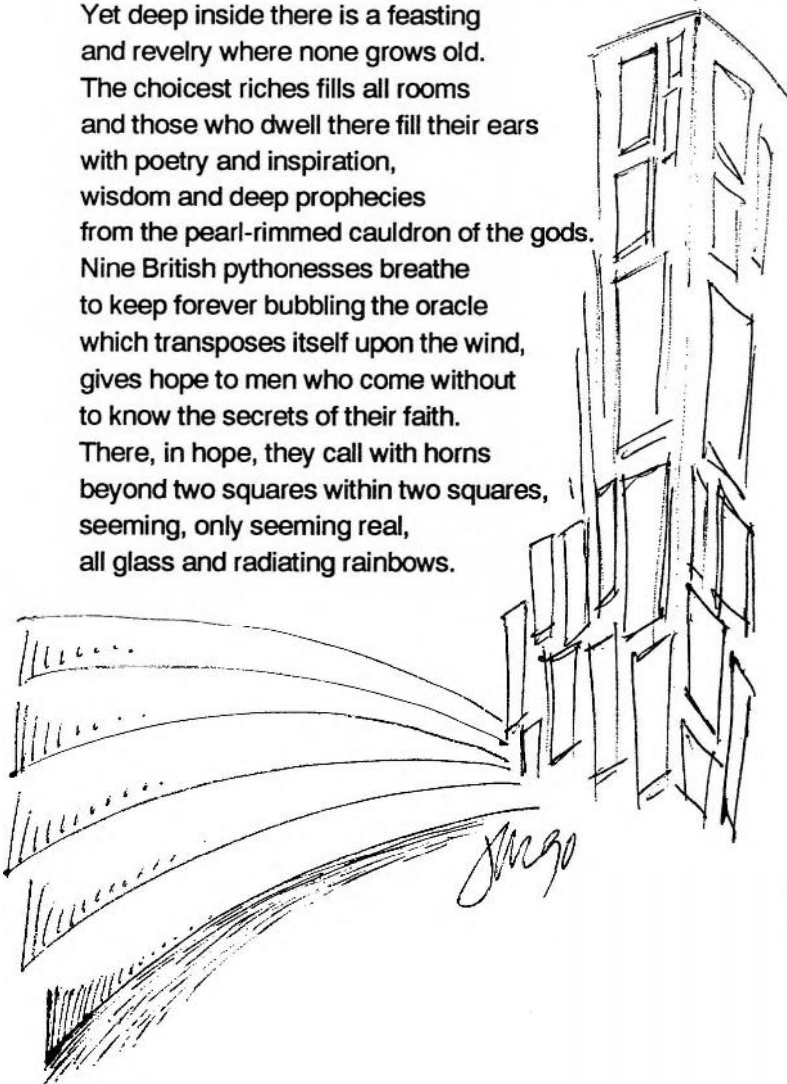 Yet deep inside there is a feasting
and revelry where none grows old.
The choicest riches fills all rooms
and those who dwell there fill their ears
with poetry and inspiration,
wisdom and deep prophecies
from the pearl-rimmed cauldron of the gods.
Nine British pythonesses breathe
to keep forever bubbling the oracle
which transposes itself upon the wind,
gives hope to men who come without
to know the secrets of their faith.
There, in hope, they call with horns
beyond two squares within two squares,
seeming, only seeming real,
all glass and radiating rainbows.